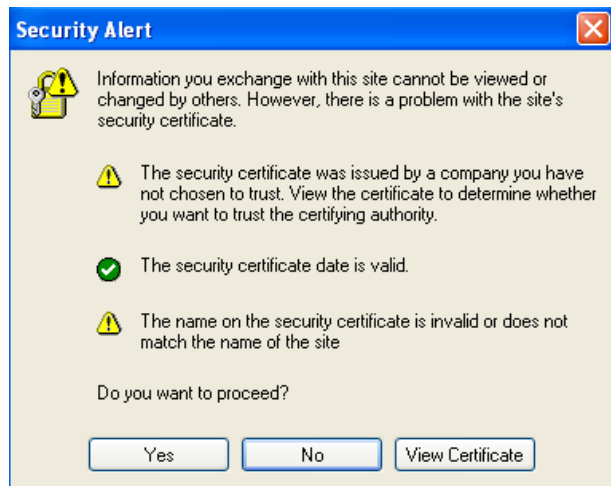 Security Alert
Information you exchange with this site cannot be viewed or
changed by others. However, there is a problem with the site's
security certificate.
The security certificate was issued by a company you have
not chosen to trust. View the certificate to determine whether
you want to trust the certifying authority.
The security certificate date is valid.
The name on the security certificate is invalid or does not
match the name of the site
Do you want to proceed?
Yes No View Certificate